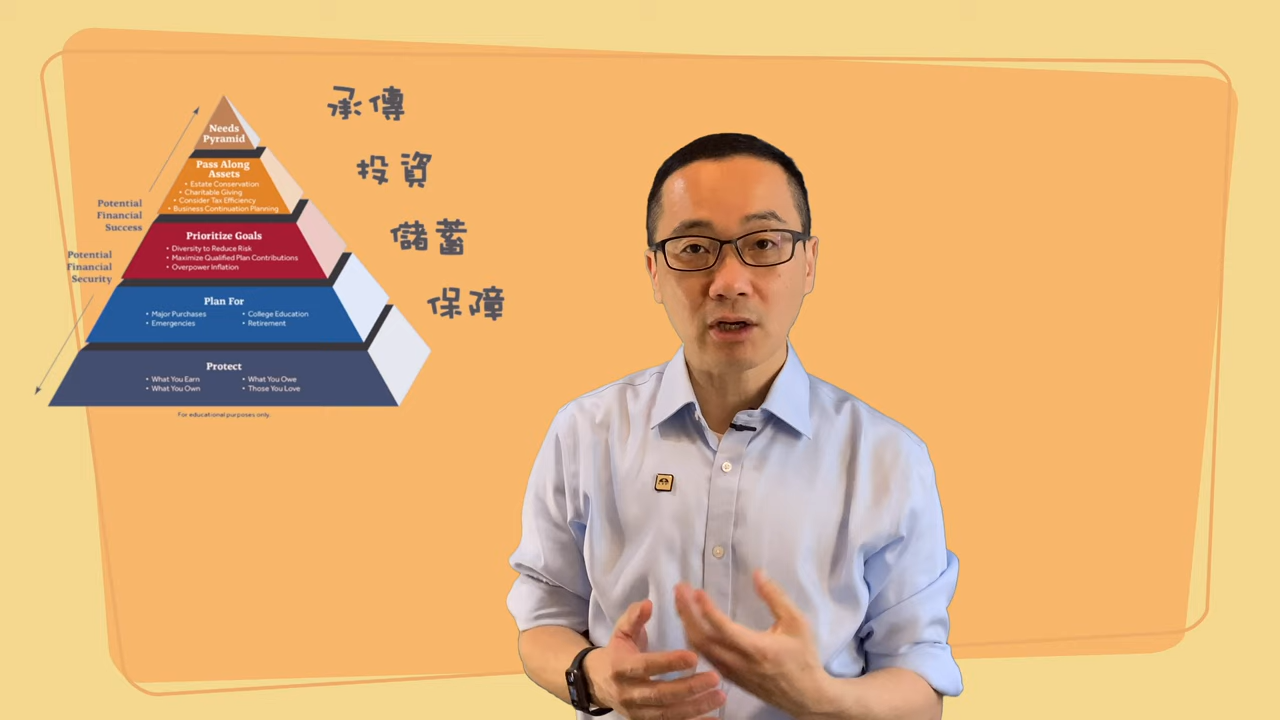 承傳
投資
儲蓄
保障
Needs
Pyramid
Pass Along
Assets
• Estate Conservation
• Charitable Giving
• Consider Tax Efficiency
• Business Continuation Planning
Potential
Financial
Success
Prioritize Goals
• Diversity to Reduce Risk
• Maximize Qualified Plan Contributions
• Overpower Inflation
Potential
Financial
Security
Plan For
• Major Purchases • College Education
• Emergencies • Retirement
Protect
• What You Earn • What You Owe
• What You Own • Those You Love
For educational purposes only.